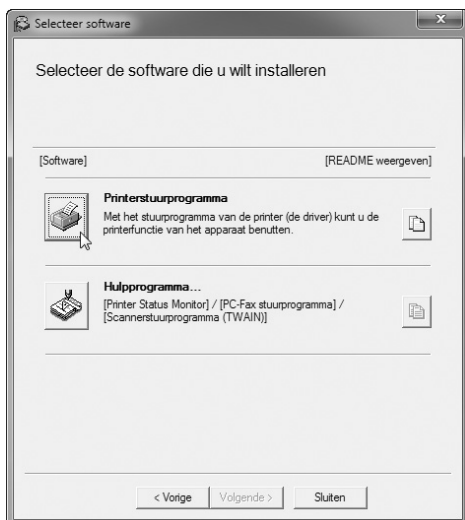 Selecteer software
Selecteer de software die u wilt installeren
[Software] [README weergeven]
Printerstuurprogramma
Met het stuurprogramma van de printer (de driver) kunt u de
printerfunctie van het apparaat benutten.
Hulpprogramma...
[Printer Status Monitor] / [PC-Fax stuurprogramma] /
[Scannerstuurprogramma (TWAIN)]
< Vorige Volgende > Sluiten